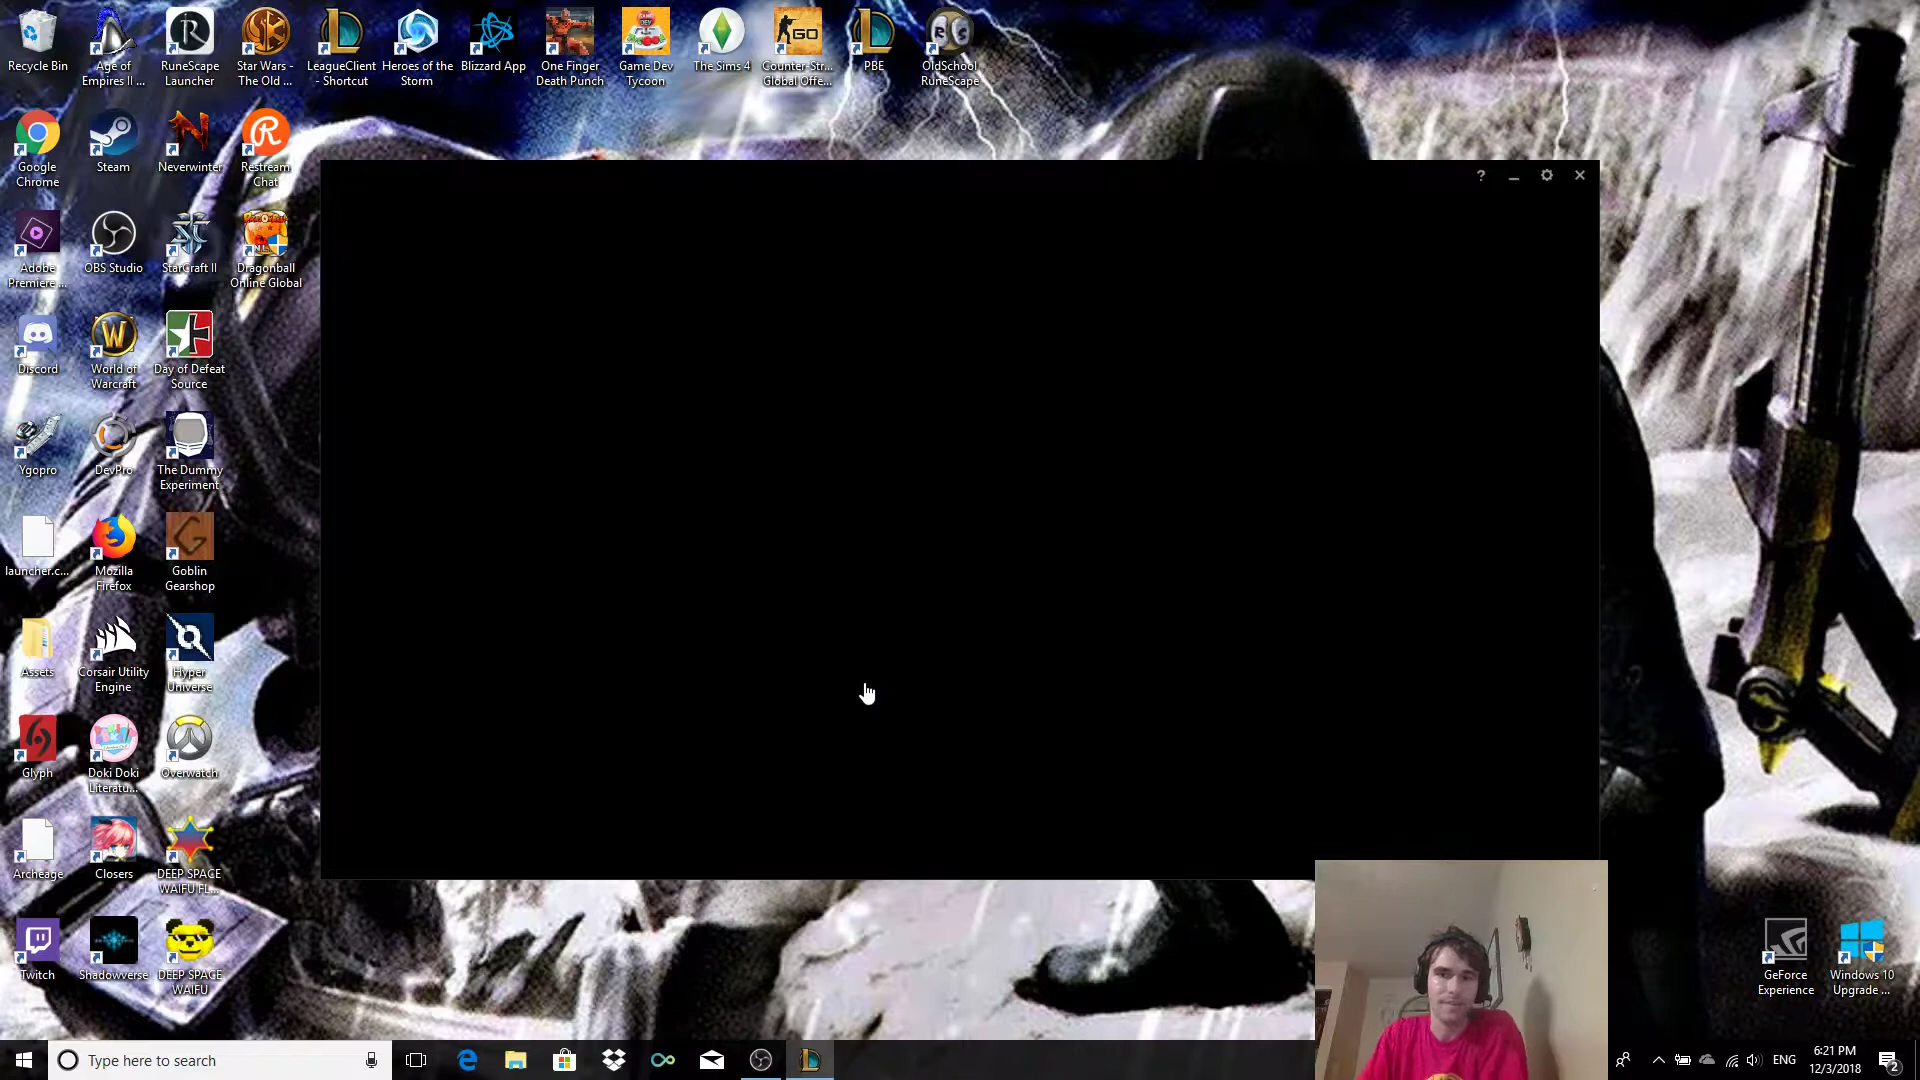 Recycle Bin
Age of
Empires II ...
RuneScape
Launcher
Star Wars -
The Old ...
LeagueClient
- Shortcut
Heroes of the
Storm
Blizzard App
One Finger
Death Punch
Game Dev
Tycoon
The Sims 4
Counter-Str...
Global Offe...
PBE
OldSchool
RuneScape
Google
Chrome
Steam
Neverwinter
Restream
Chat
Adobe
Premiere ...
OBS Studio
StarCraft II
Dragonball
Online Global
Discord
World of
Warcraft
Day of Defeat
Source
Ygopro
DevPro
The Dummy
Experiment
launcher.c...
Mozilla
Firefox
Goblin
Gearshop
Assets
Corsair Utility
Engine
Hyper
Universe
Glyph
Doki Doki
Literatu...
Overwatch
Archeage
Closers
DEEP SPACE
WAIFU FL...
Twitch
Shadowverse
DEEP SPACE
WAIFU
GeForce
Experience
Windows 10
Upgrade ...
Type here to search
ENG
6:21 PM
12/3/2018
2